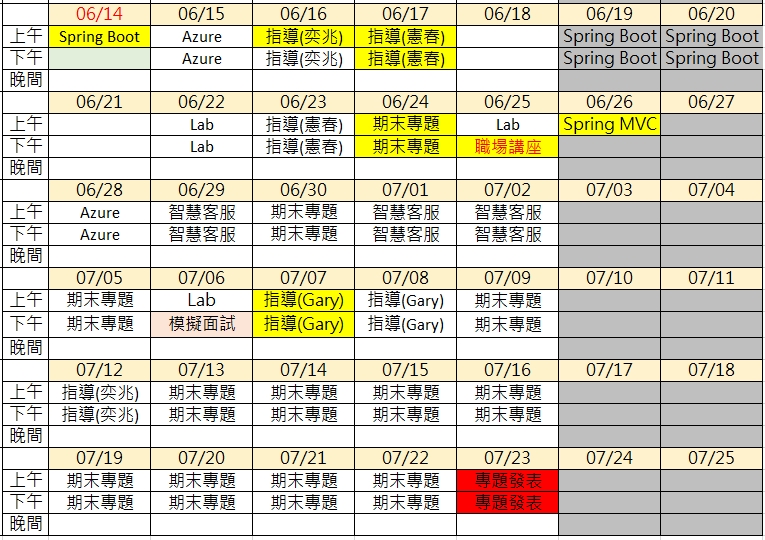 06/14 06/15 06/16 06/17 06/18 06/19 06/20
上午 Spring Boot Azure 指導(奕兆) 指導(憲春) Spring Boot Spring Boot
下午 Azure 指導(奕兆) 指導(憲春) Spring Boot Spring Boot
晚間
06/21 06/22 06/23 06/24 06/25 06/26 06/27
上午 Lab 指導(憲春) 期末專題 Lab Spring MVC
下午 Lab 指導(憲春) 期末專題 職場講座
晚間
06/28 06/29 06/30 07/01 07/02 07/03 07/04
上午 Azure 智慧客服 期末專題 智慧客服 智慧客服
下午 Azure 智慧客服 期末專題 智慧客服 智慧客服
晚間
07/05 07/06 07/07 07/08 07/09 07/10 07/11
上午 期末專題 Lab 指導(Gary) 指導(Gary) 期末專題
下午 期末專題 模擬面試 指導(Gary) 指導(Gary) 期末專題
晚間
07/12 07/13 07/14 07/15 07/16 07/17 07/18
上午 指導(奕兆) 期末專題 期末專題 期末專題 期末專題
下午 指導(奕兆) 期末專題 期末專題 期末專題 期末專題
晚間
07/19 07/20 07/21 07/22 07/23 07/24 07/25
上午 期末專題 期末專題 期末專題 期末專題 專題發表
下午 期末專題 期末專題 期末專題 期末專題 專題發表
晚間